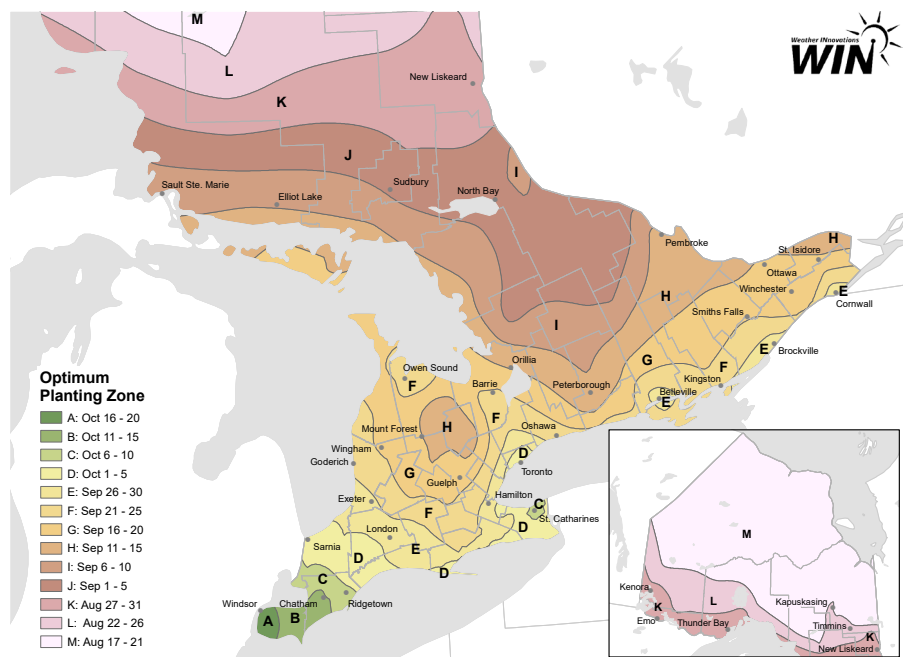 M
Weather INnovations
WIN
L
New Liskeard
K
J
I
Sault Ste. Marie
Sudbury
Elliot Lake
North Bay
Pembroke
H
St. Isidore
Ottawa
H
Winchester
E
Cornwall
Smiths Falls
I
Brockville
E
Orillia
G
Owen Sound
F
Kingston
F
Barrie
Peterborough
Belleville
E
Optimum
Planting Zone
A: Oct 16 - 20
B: Oct 11 - 15
C: Oct 6 - 10
D: Oct 1 - 5
E: Sep 26 - 30
F: Sep 21 - 25
G: Sep 16 - 20
H: Sep 11 - 15
I: Sep 6 - 10
J: Sep 1 - 5
K: Aug 27 - 31
L: Aug 22 - 26
M: Aug 17 - 21
F
H
Mount Forest
Oshawa
Wingham
D
Goderich
Toronto
G
Guelph
Exeter
Hamilton
C
F
St. Catharines
D
London
Sarnia
E
D
D
C
Windsor
Chatham
Ridgetown
A
B
M
Kenora
L
Kapuskasing
K
Emo
Thunder Bay
Timmins
K
New Liskeard